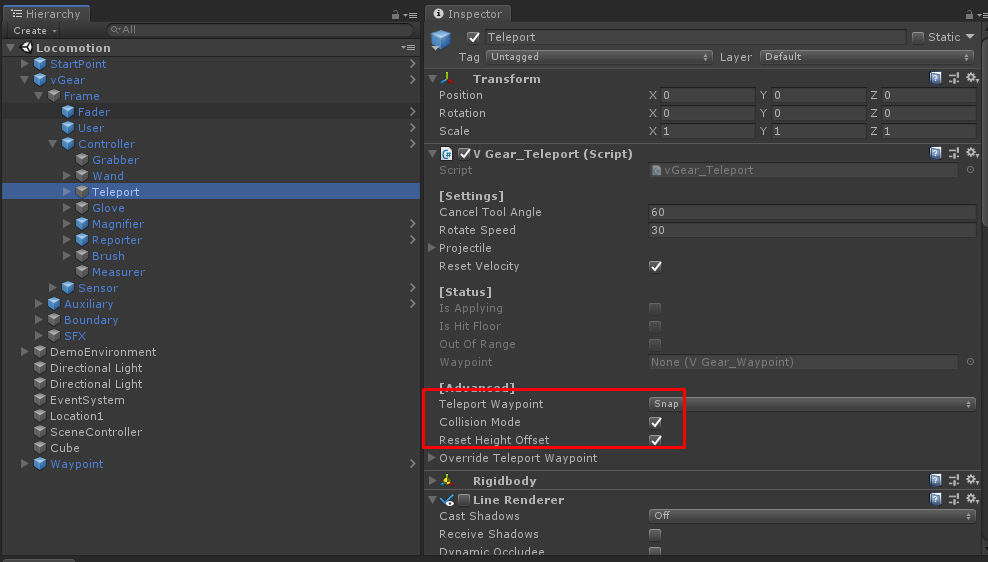 Hierarchy
Create
All
Locomotion
StartPoint
vGear
Frame
Fader
User
Controller
Grabber
Wand
Teleport
Glove
Magnifier
Reporter
Brush
Measurer
Sensor
Auxiliary
Boundary
SFX
DemoEnvironment
Directional Light
Directional Light
EventSystem
Location1
SceneController
Cube
Waypoint
Inspector
Teleport Static
Tag Untagged Layer Default
Transform
Position X 0 Y 0 Z 0
Rotation X 0 Y 0 Z 0
Scale X 1 Y 1 Z 1
V Gear_Teleport (Script)
Script vGear_Teleport
[Settings]
Cancel Tool Angle 60
Rotate Speed 30
Projectile
Reset Velocity
[Status]
Is Applying
Is Hit Floor
Out Of Range
Waypoint None (V Gear_Waypoint)
[Advanced]
Teleport Waypoint Snap
Collision Mode
Reset Height Offset
Override Teleport Waypoint
Rigidbody
Line Renderer
Cast Shadows Off
Receive Shadows
Dynamic Occludee